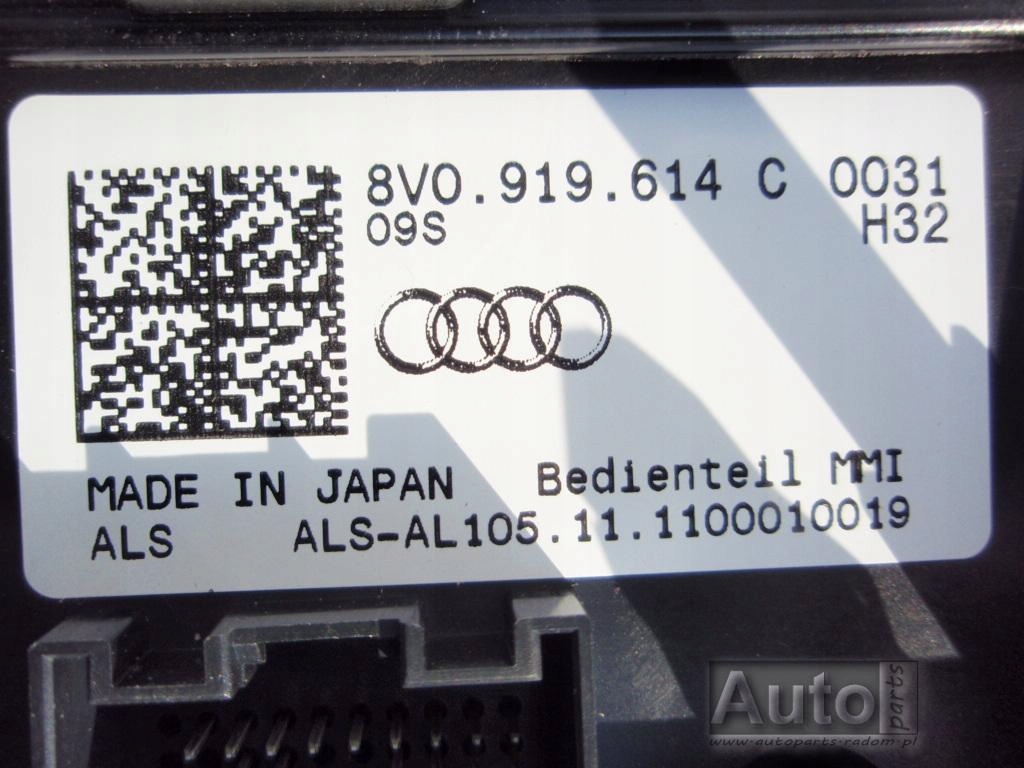 8V0.919.614 C 0031
09S H32
MADE IN JAPAN Bedienteil MMI
ALS ALS-AL105.11.1100010019
Auto parts
www-autoparts-radom-pl